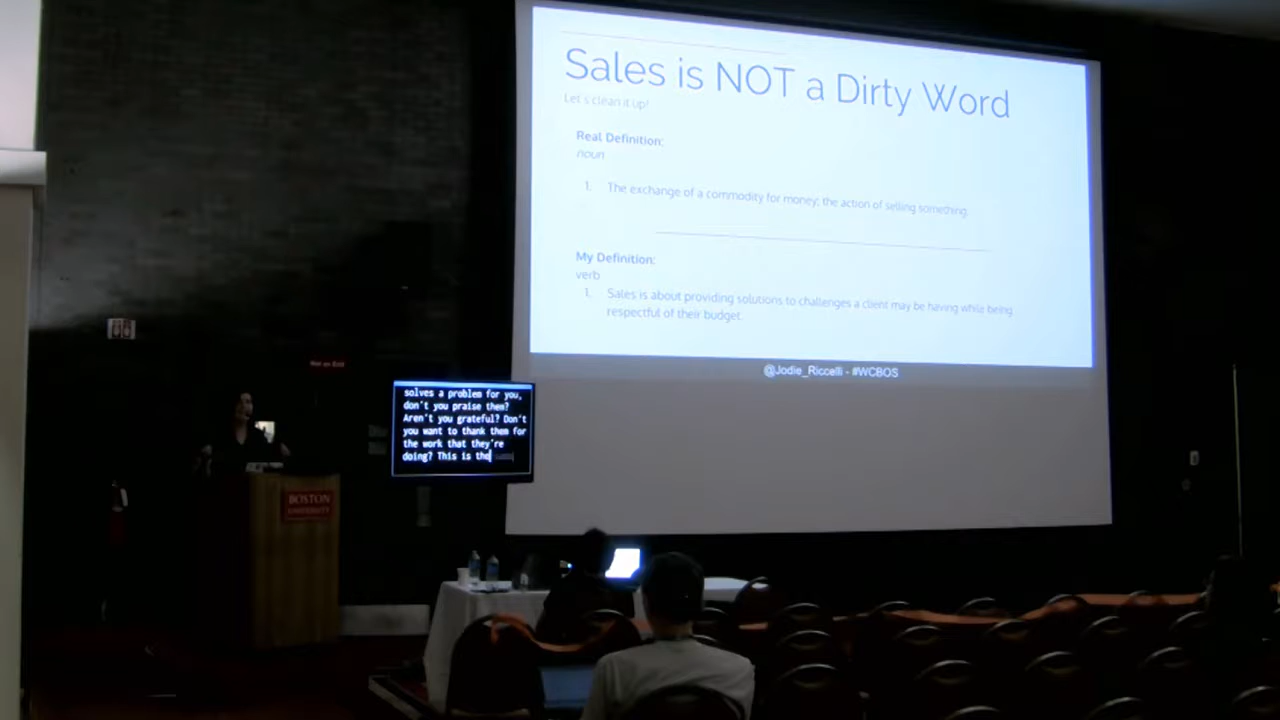 Sales is NOT a Dirty Word
Let's clean it up!
Real Definition:
noun
1. The exchange of a commodity for money; the action of selling something.
My Definition:
verb
1. Sales is about providing solutions to challenges a client may be having while being
respectful of their budget.
@Jodie_Riccelli - #WCBOS
Not an Exit
solves a problem for you,
don't you praise them?
Aren't you grateful? Don't
you want to thank them for
the work that they're
doing? This is the
BOSTON
UNIVERSITY